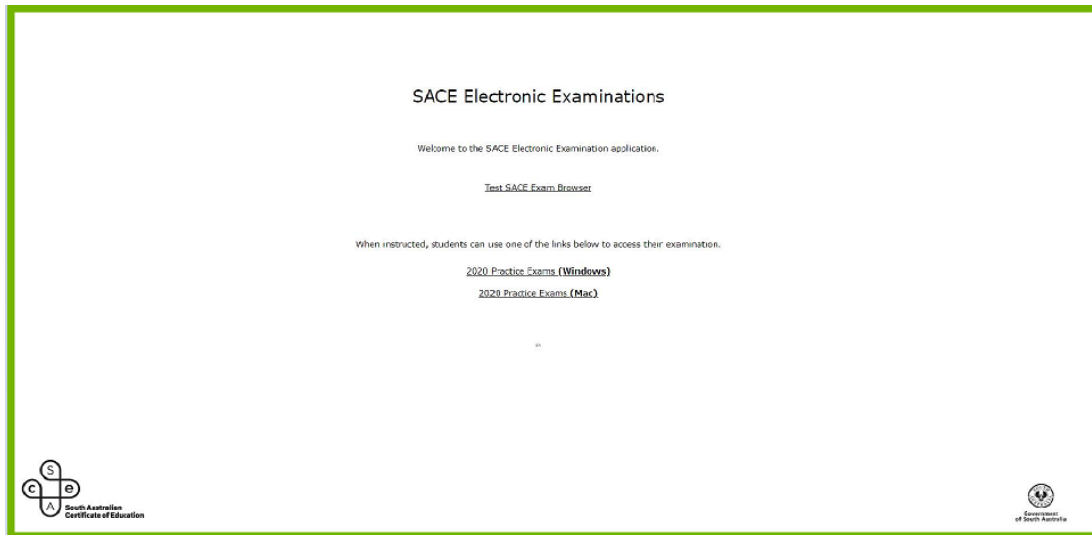 SACE Electronic Examinations
Welcome to the SACE Electronic Examination application.
Test SACE Exam Browser
When instructed, students can use one of the links below to access their examination.
2020 Practice Exams (Windows)
2020 Practice Exams (Mac)
S
C e
A
South Australian
Certificate of Education
Government
of South Australia